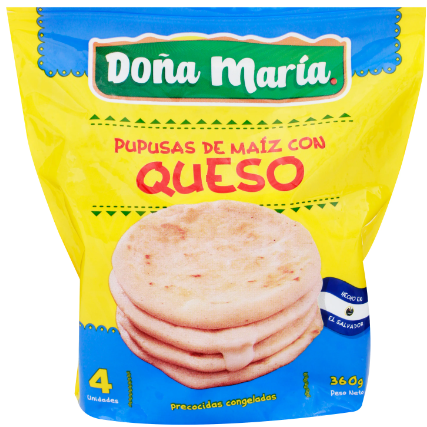 Doña María.
PUPUSAS DE MAÍZ CON
QUESO
HECHO EN
EL SALVADOR
4
Unidades
360g
Peso Neto
Precocidas congeladas